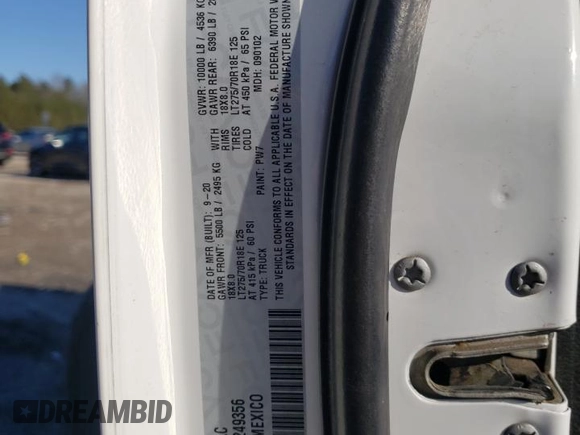 DATE OF MFR (BUILT): 9-20 GVWR: 10000 LB / 4536 KG
GAWR FRONT: 5500 LB / 2495 KG WITH GAWR REAR: 6390 LB
18X8.0 RIMS 18X8.0
LT275/70R18E 125 TIRES LT275/70R18E 125
AT 415 kPa / 60 PSI COLD AT 450 kPa / 65 PSI
TYPE: TRUCK PAINT: PW7 MDH: 090102
THIS VEHICLE CONFORMS TO ALL APPLICABLE U.S.A. FEDERAL MOTOR
STANDARDS IN EFFECT ON THE DATE OF MANUFACTURE
249356
MEXICO
DREAMBID